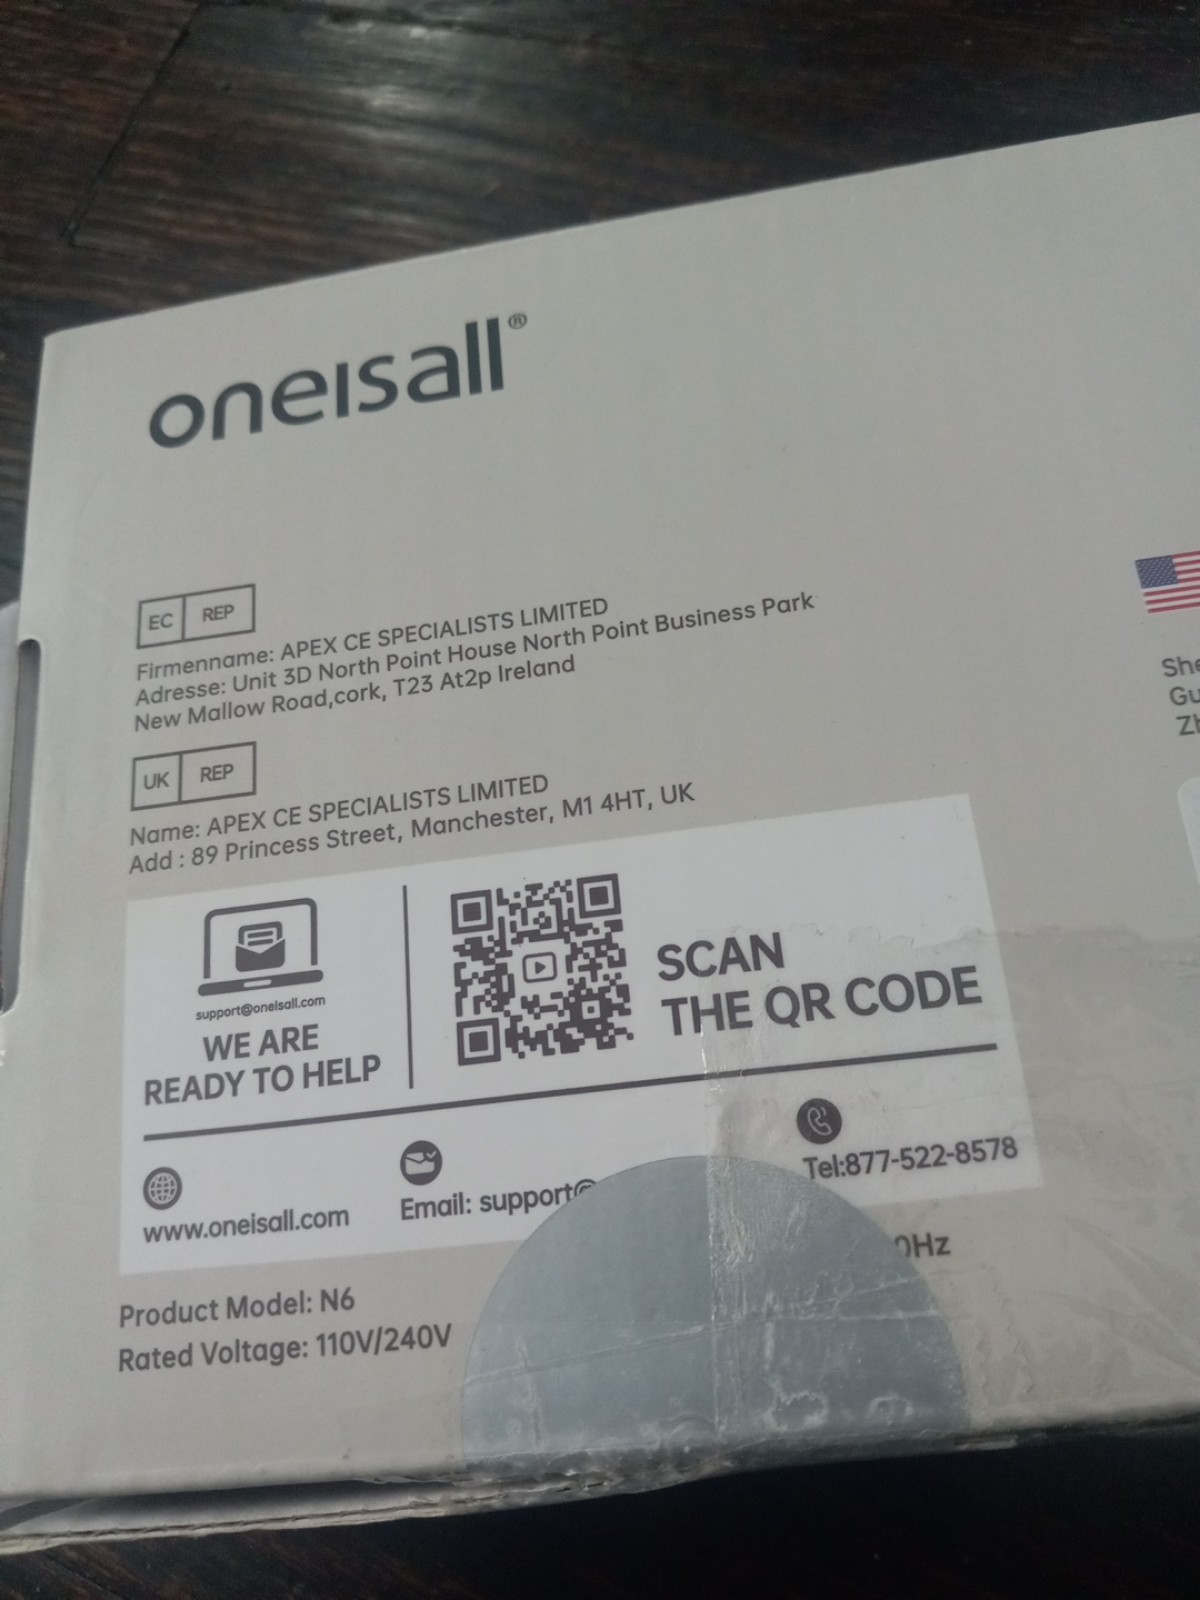 oneisall®
EC REP
Firmenname: APEX CE SPECIALISTS LIMITED
Adresse: Unit 3D North Point House North Point Business Park
New Mallow Road,cork, T23 At2p Ireland
UK REP
Name: APEX CE SPECIALISTS LIMITED
Add : 89 Princess Street, Manchester, M1 4HT, UK
support@oneisall.com
WE ARE
READY TO HELP
SCAN
THE QR CODE
www.oneisall.com
Email: support@
Tel:877-522-8578
Product Model: N6
Rated Voltage: 110V/240V
0Hz